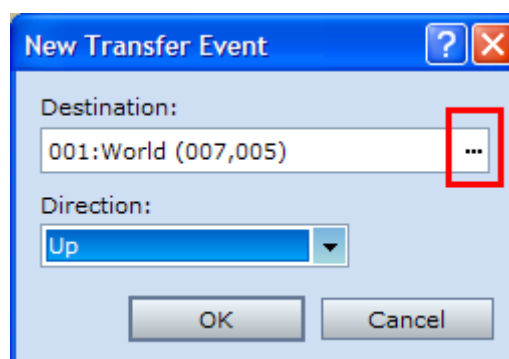 New Transfer Event
Destination:
001:World (007,005) ...
Direction:
Up
OK Cancel